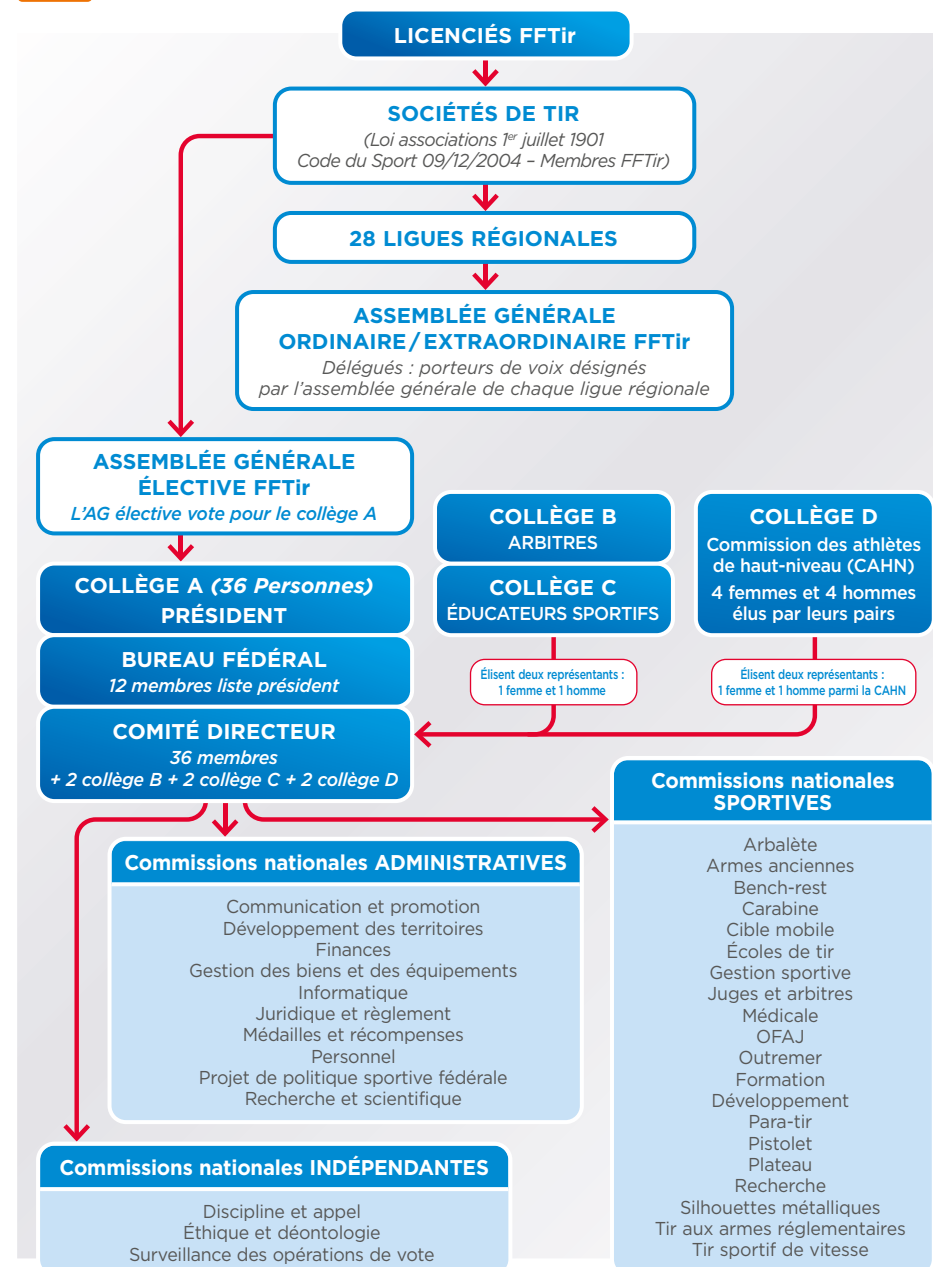 LICENCIÉS FFTir
SOCIÉTÉS DE TIR
(Loi associations 1er juillet 1901
Code du Sport 09/12/2004 – Membres FFTir)
28 LIGUES RÉGIONALES
ASSEMBLÉE GÉNÉRALE
ORDINAIRE/EXTRAORDINAIRE FFTir
Délégués : porteurs de voix désignés
par l'assemblée générale de chaque ligue régionale
ASSEMBLÉE GÉNÉRALE
ÉLECTIVE FFTir
L'AG élective vote pour le collège A
COLLÈGE A (36 Personnes)
PRÉSIDENT
BUREAU FÉDÉRAL
12 membres liste président
COMITÉ DIRECTEUR
36 membres
+ 2 collège B + 2 collège C + 2 collège D
COLLÈGE B
ARBITRES
COLLÈGE C
ÉDUCATEURS SPORTIFS
Élisent deux représentants :
1 femme et 1 homme
COLLÈGE D
Commission des athlètes
de haut-niveau (CAHN)
4 femmes et 4 hommes
élus par leurs pairs
Élisent deux représentants :
1 femme et 1 homme parmi la CAHN
Commissions nationales ADMINISTRATIVES
Communication et promotion
Développement des territoires
Finances
Gestion des biens et des équipements
Informatique
Juridique et règlement
Médailles et récompenses
Personnel
Projet de politique sportive fédérale
Recherche et scientifique
Commissions nationales INDÉPENDANTES
Discipline et appel
Éthique et déontologie
Surveillance des opérations de vote
Commissions nationales
SPORTIVES
Arbalète
Armes anciennes
Bench-rest
Carabine
Cible mobile
Écoles de tir
Gestion sportive
Juges et arbitres
Médicale
OFAJ
Outremer
Formation
Développement
Para-tir
Pistolet
Plateau
Recherche
Silhouettes métalliques
Tir aux armes réglementaires
Tir sportif de vitesse